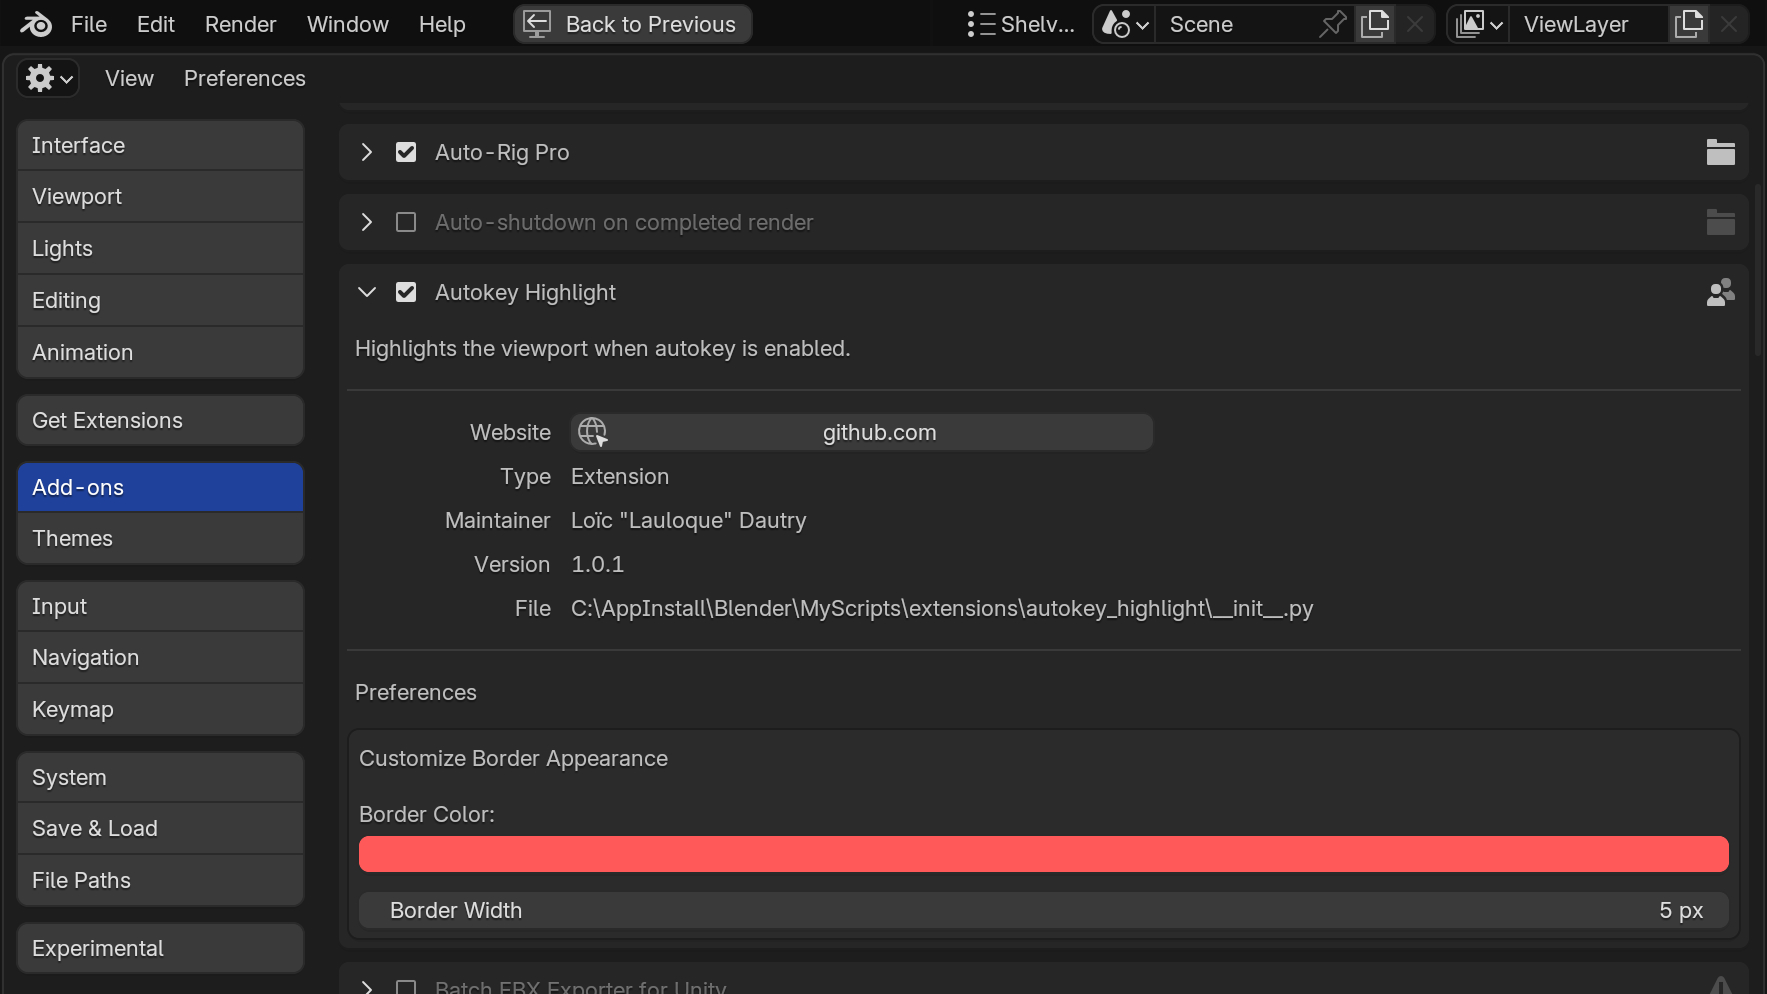 File Edit Render Window Help Back to Previous Shelv... Scene ViewLayer
View Preferences
Interface
Viewport
Lights
Editing
Animation
Get Extensions
Add-ons
Themes
Input
Navigation
Keymap
System
Save & Load
File Paths
Experimental
Auto-Rig Pro
Auto-shutdown on completed render
Autokey Highlight
Highlights the viewport when autokey is enabled.
Website github.com
Type Extension
Maintainer Loïc "Lauloque" Dautry
Version 1.0.1
File C:\AppInstall\Blender\MyScripts\extensions\autokey_highlight\__init__.py
Preferences
Customize Border Appearance
Border Color:
Border Width 5 px
Batch FBX Exporter for Unity